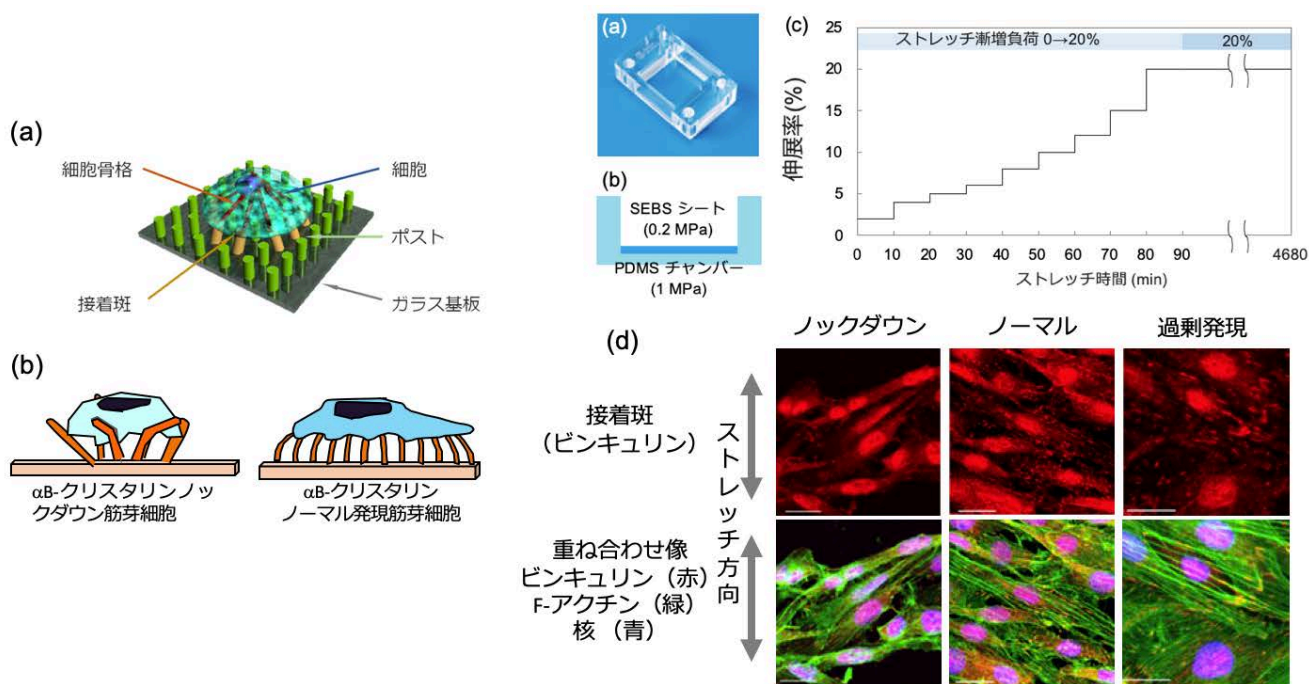 (a)
細胞骨格
細胞
ポスト
接着斑
ガラス基板
(b)
αB-クリスタリンノッ
クダウン筋芽細胞
αB-クリスタリン
ノーマル発現筋芽細胞
(a)
(b)
SEBS シート
(0.2 MPa)
PDMS チャンバー
(1 MPa)
(c)
ストレッチ漸増負荷 0→20%
20%
伸展率(%)
25
20
15
10
5
0
0 10 20 30 40 50 60 70 80 90 4680
ストレッチ時間 (min)
(d)
ノックダウン
ノーマル
過剰発現
接着斑
(ビンキュリン)
ストレッチ方向
重ね合わせ像
ビンキュリン(赤)
F-アクチン(緑)
核 (青)